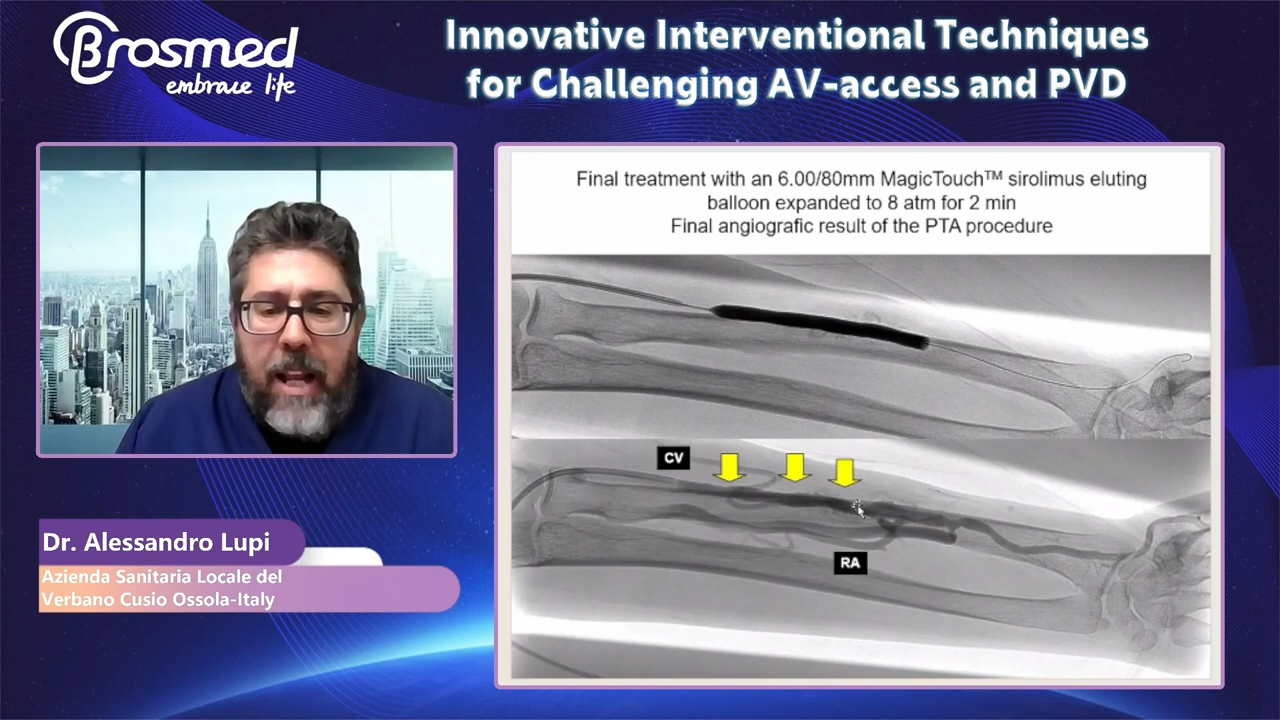 Brosmed
embrace life
Innovative Interventional Techniques
for Challenging AV-access and PVD
Final treatment with an 6.00/80mm MagicTouch™ sirolimus eluting
balloon expanded to 8 atm for 2 min
Final angiografic result of the PTA procedure
CV
RA
Dr. Alessandro Lupi
Azienda Sanitaria Locale del
Verbano Cusio Ossola-Italy